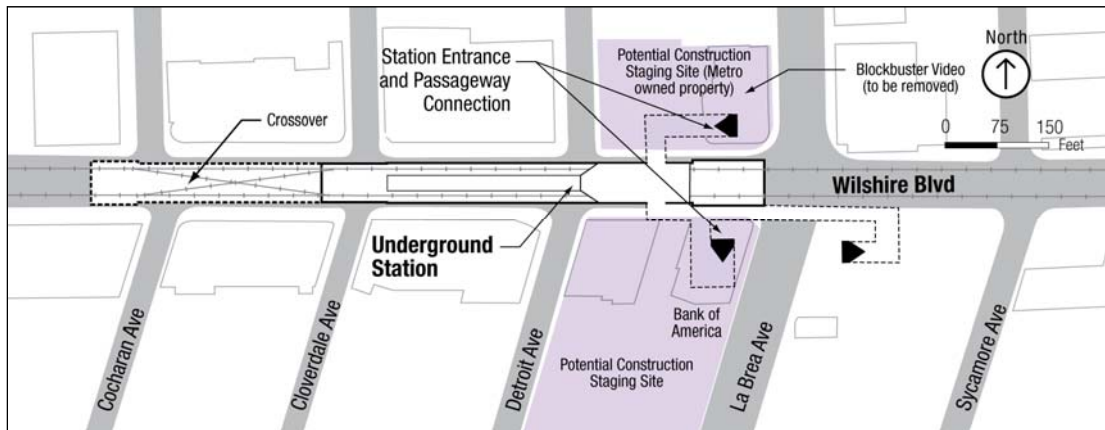 Station Entrance
and Passageway
Connection
Crossover
Potential Construction
Staging Site (Metro
owned property)
Blockbuster Video
(to be removed)
North
0 75 150
Feet
Wilshire Blvd
Underground
Station
Bank of
America
Potential Construction
Staging Site
Cocharan Ave
Cloverdale Ave
Detroit Ave
La Brea Ave
Sycamore Ave